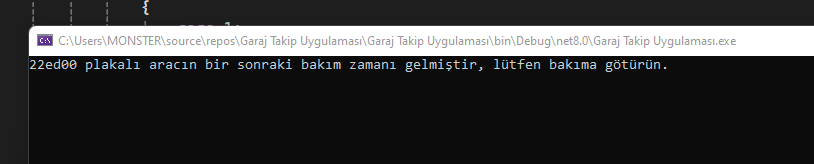 {
C:\Users\MONSTER\source\repos\Garaj Takip Uygulaması\Garaj Takip Uygulaması\bin\Debug\net8.0\Garaj Takip Uygulaması.exe
22ed00 plakalı aracın bir sonraki bakım zamanı gelmiştir, lütfen bakıma götürün.